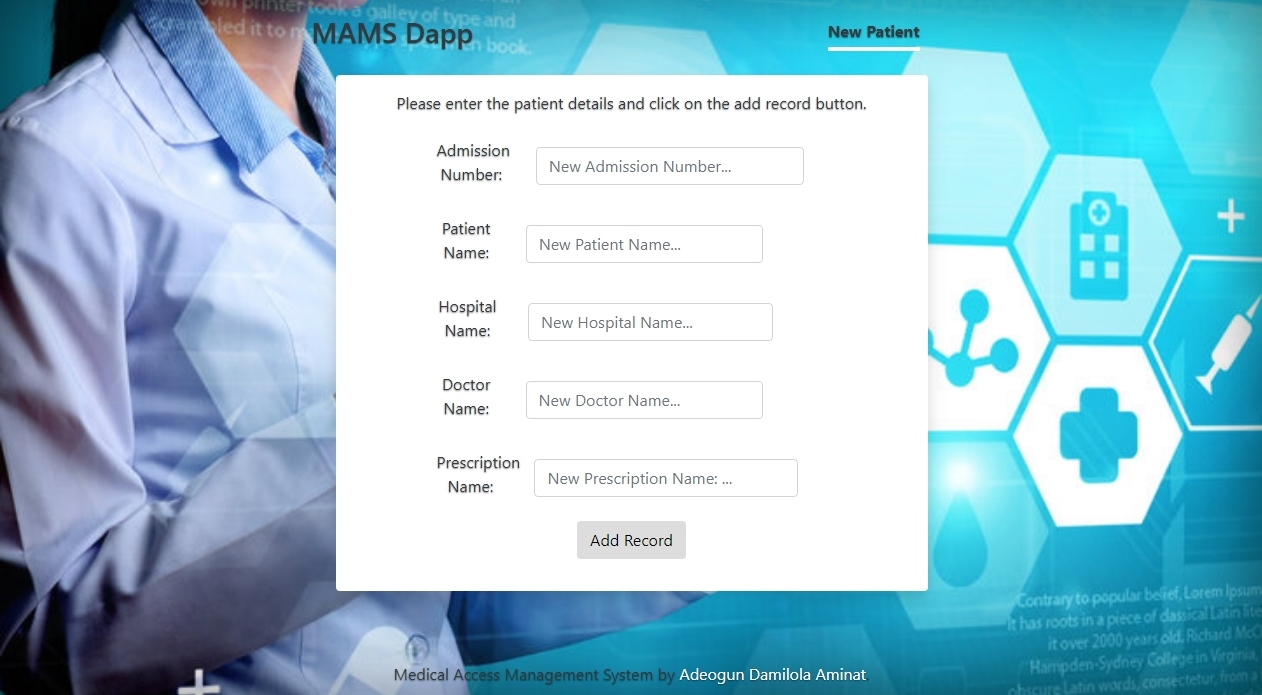 own printer took a galley of type and
scrambled it to m
MAMS Dapp
en book.
New Patient
Please enter the patient details and click on the add record button.
Admission
Number:
New Admission Number...
Patient
Name:
New Patient Name...
Hospital
Name:
New Hospital Name...
Doctor
Name:
New Doctor Name...
Prescription
Name:
New Prescription Name: ...
Add Record
Contrary to popular belief, Lorem Ipsum
It has roots in a piece of classical Latin lite
it over 2000 years old. Richard McCl
Hampden-Sydney College in Virginia,
obscure Latin words, consectetur, from a
Medical Access Management System by Adeogun Damilola Aminat.